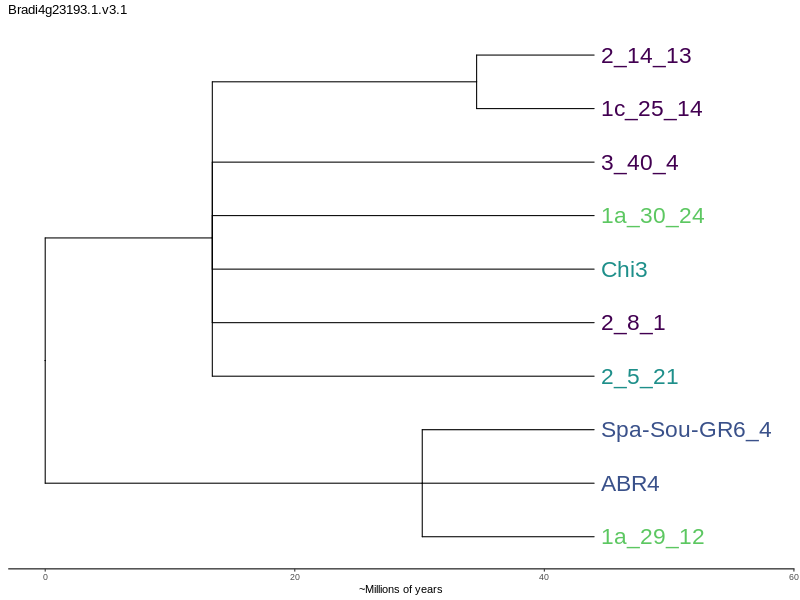 Bradi4g23193.1.v3.1
2_14_13
1c_25_14
3_40_4
1a_30_24
Chi3
2_8_1
2_5_21
Spa-Sou-GR6_4
ABR4
1a_29_12
0 20 40 60
~Millions of years